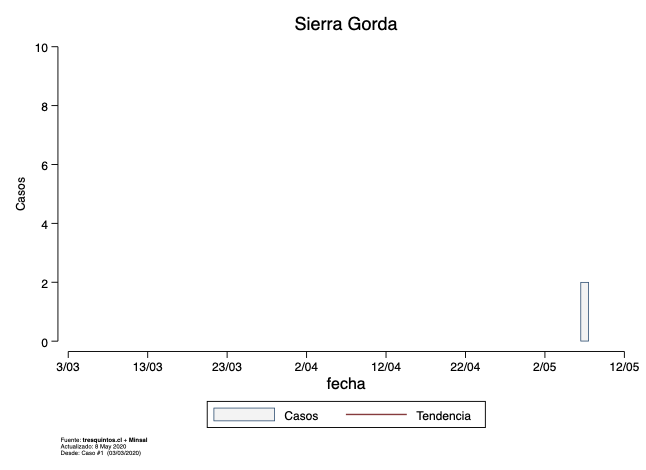 Sierra Gorda
Casos
10
8
6
4
2
0
3/03 13/03 23/03 2/04 12/04 22/04 2/05 12/05
fecha
Casos Tendencia
Fuente: tresquintos.cl + Minsal
Actualizado: 8 May 2020
Desde: Caso #1 (03/03/2020)